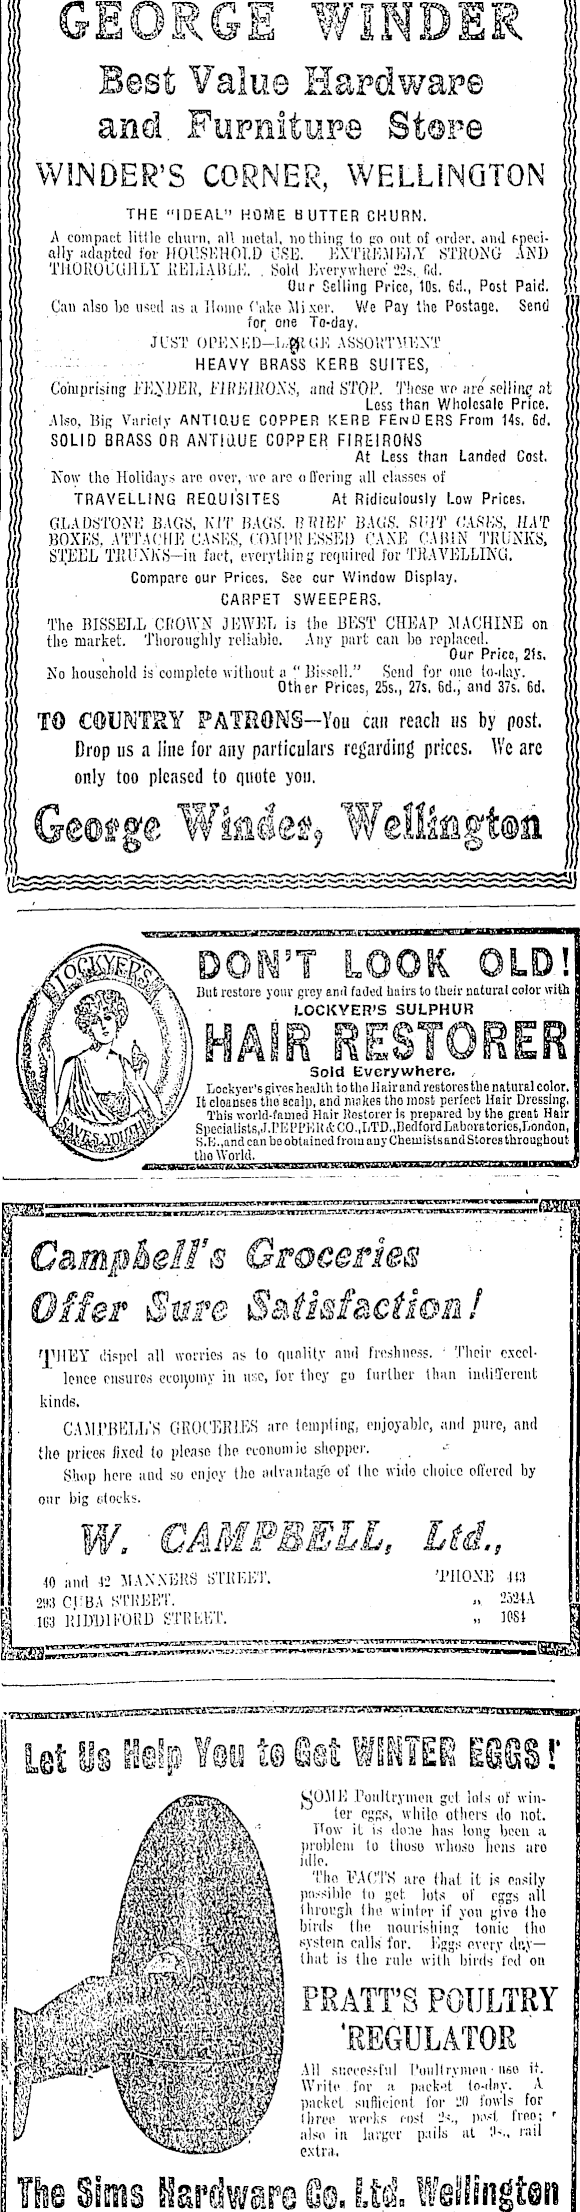 GEORGE WINDER
Best Value Hardware
and Furniture Store
WINDER'S CORNER, WELLINGTON
THE "IDEAL" HOME BUTTER CHURN.
A compact little churn, all metal, nothing to go out of order, and speci-
ally adapted for HOUSEHOLD USE. EXTREMELY STRONG AND
THOROUGHLY RELIABLE. Sold Everywhere 22s. 6d.
Our Selling Price, 10s. 6d., Post Paid.
Can also be used as a Home Cake Mixer. We Pay the Postage. Send
for one To-day.
JUST OPENED—LARGE ASSORTMENT
HEAVY BRASS KERB SUITES,
Comprising FENDER, FIREIRONS, and STOP. These we are selling at
Less than Wholesale Price.
Also, Big Variety ANTIQUE COPPER KERB FENDERS From 14s. 6d.
SOLID BRASS OR ANTIQUE COPPER FIREIRONS
At Less than Landed Cost.
Now the Holidays are over, we are offering all classes of
TRAVELLING REQUISITES At Ridiculously Low Prices.
GLADSTONE BAGS, KIT BAGS, BRIEF BAGS, SUIT CASES, HAT
BOXES, ATTACHE CASES, COMPRESSED CANE CABIN TRUNKS,
STEEL TRUNKS—in fact, everything required for TRAVELLING.
Compare our Prices. See our Window Display.
CARPET SWEEPERS.
The BISSELL CROWN JEWEL is the BEST CHEAP MACHINE on
the market. Thoroughly reliable. Any part can be replaced.
Our Price, 21s.
No household is complete without a "Bissell." Send for one to-day.
Other Prices, 25s., 27s. 6d., and 37s. 6d.
TO COUNTRY PATRONS—You can reach us by post.
Drop us a line for any particulars regarding prices. We are
only too pleased to quote you.
George Winder, Wellington
LOCKYER'S
SAVES YOUTH
DON'T LOOK OLD!
But restore your grey and faded hairs to their natural color with
LOCKYER'S SULPHUR
HAIR RESTORER
Sold Everywhere.
Lockyer's gives health to the Hair and restores the natural color.
It cleanses the scalp, and makes the most perfect Hair Dressing.
This world-famed Hair Restorer is prepared by the great Hair
Specialists, J. PEPPER & CO., LTD., Bedford Laboratories, London,
S.E., and can be obtained from any Chemists and Stores throughout
the World.
Campbell's Groceries
Offer Sure Satisfaction!
THEY dispel all worries as to quality and freshness. Their excel-
lence ensures economy in use, for they go further than indifferent
kinds.
CAMPBELL'S GROCERIES are tempting, enjoyable, and pure, and
the prices fixed to please the economic shopper.
Shop here and so enjoy the advantage of the wide choice offered by
our big stocks.
W. CAMPBELL, Ltd.,
40 and 42 MANNERS STREET. 'PHONE 443
293 CUBA STREET. „ 2524A
163 RIDDIFORD STREET. „ 1084
Let Us Help You to Get WINTER EGGS!
SOME Poultrymen get lots of win-
ter eggs, while others do not.
How it is done has long been a
problem to those whose hens are
idle.
The FACTS are that it is easily
possible to get lots of eggs all
through the winter if you give the
birds the nourishing tonic the
system calls for. Eggs every day—
that is the rule with birds fed on
PRATT'S POULTRY
REGULATOR
All successful Poultrymen use it.
Write for a packet to-day. A
packet sufficient for 20 fowls for
three weeks cost 2s., post free;
also in larger pails at 9s., rail
extra.
The Sims Hardware Co. Ltd. Wellington